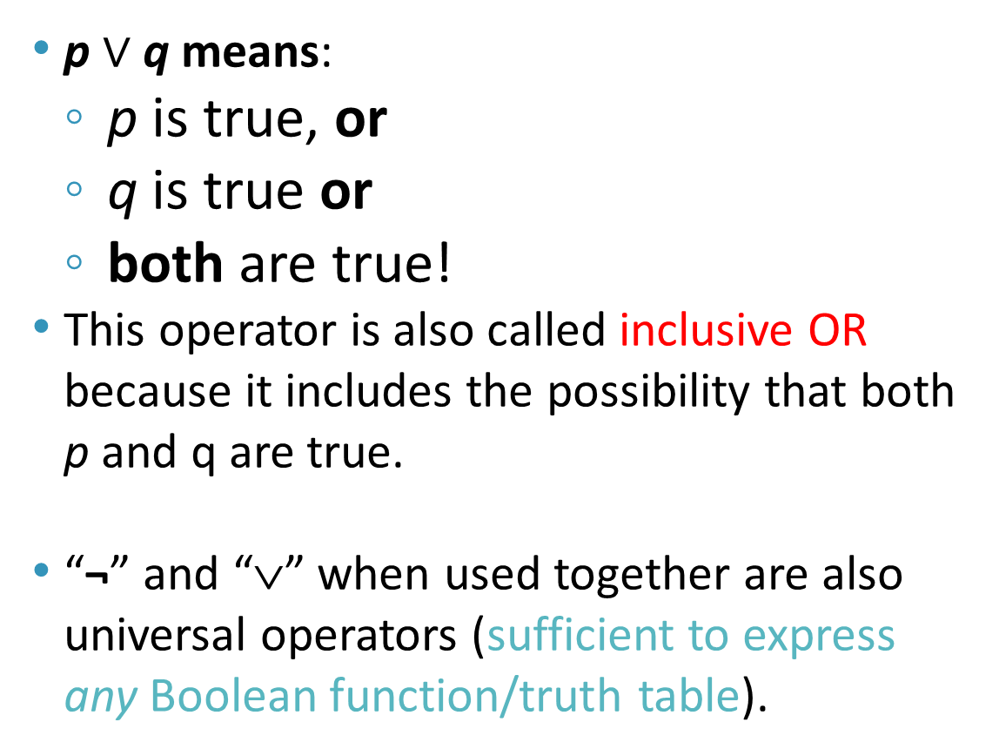 • p ∨ q means:
◦ p is true, or
◦ q is true or
◦ both are true!
• This operator is also called inclusive OR
because it includes the possibility that both
p and q are true.
• “¬” and “∨” when used together are also
universal operators (sufficient to express
any Boolean function/truth table).